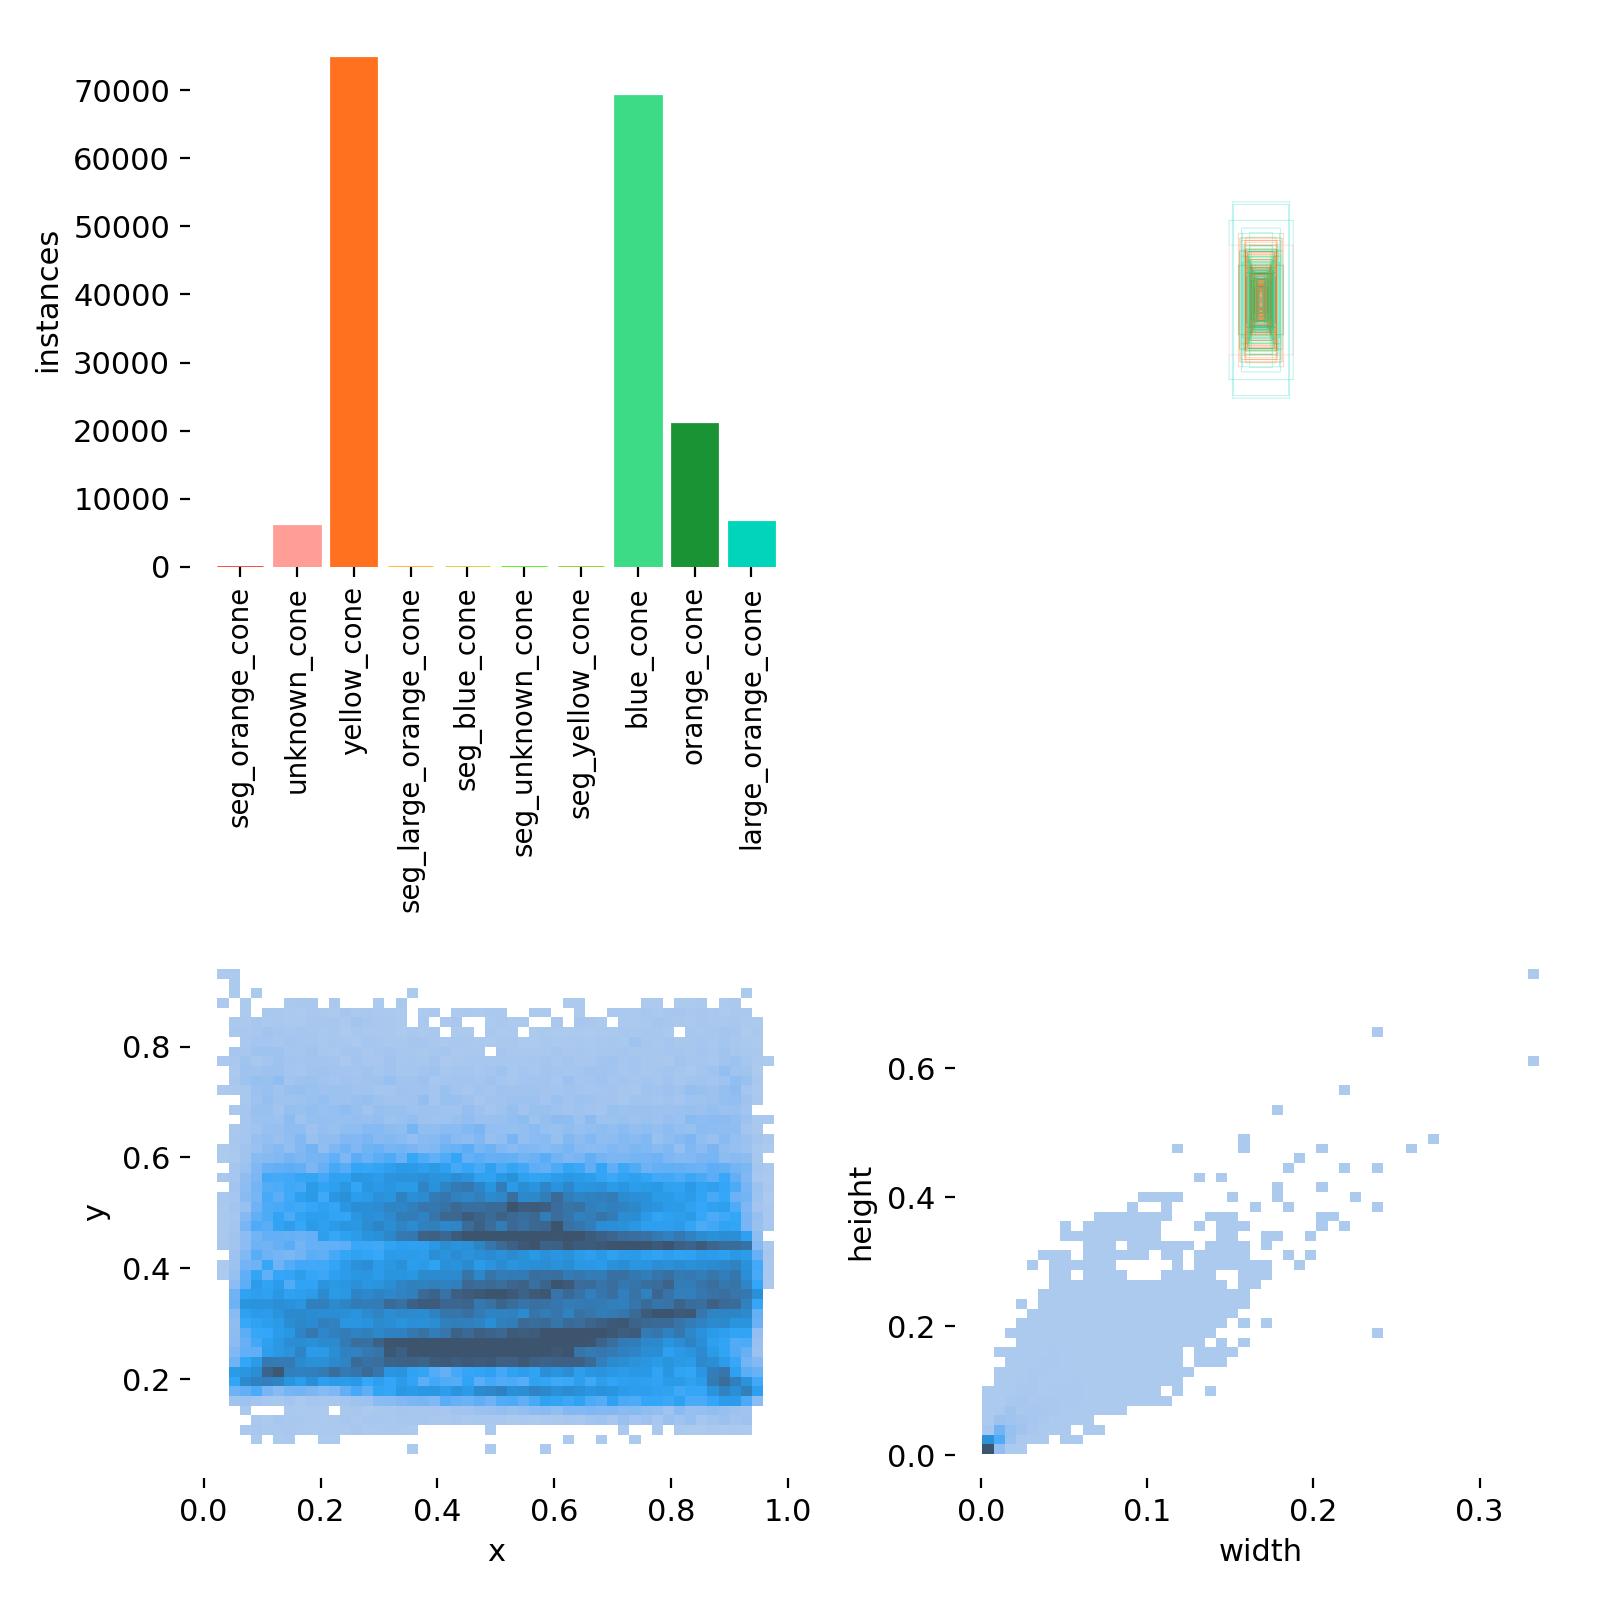 70000
60000
50000
40000
30000
20000
10000
0
instances
seg_orange_cone
unknown_cone
yellow_cone
seg_large_orange_cone
seg_blue_cone
seg_unknown_cone
seg_yellow_cone
blue_cone
orange_cone
large_orange_cone
0.8
0.6
0.4
0.2
y
0.0 0.2 0.4 0.6 0.8 1.0
x
0.6
0.4
0.2
0.0
height
0.0 0.1 0.2 0.3
width